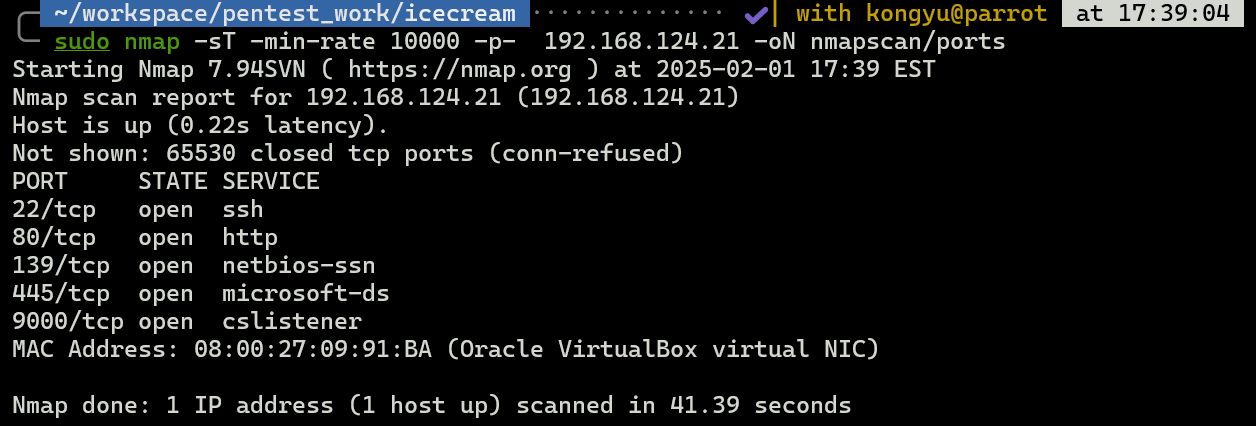 ~/workspace/pentest_work/icecream ·············· ✔ with kongyu@parrot at 17:39:04
sudo nmap -sT -min-rate 10000 -p-  192.168.124.21 -oN nmapscan/ports
Starting Nmap 7.94SVN ( https://nmap.org ) at 2025-02-01 17:39 EST
Nmap scan report for 192.168.124.21 (192.168.124.21)
Host is up (0.22s latency).
Not shown: 65530 closed tcp ports (conn-refused)
PORT     STATE SERVICE
22/tcp   open  ssh
80/tcp   open  http
139/tcp  open  netbios-ssn
445/tcp  open  microsoft-ds
9000/tcp open  cslistener
MAC Address: 08:00:27:09:91:BA (Oracle VirtualBox virtual NIC)
Nmap done: 1 IP address (1 host up) scanned in 41.39 seconds